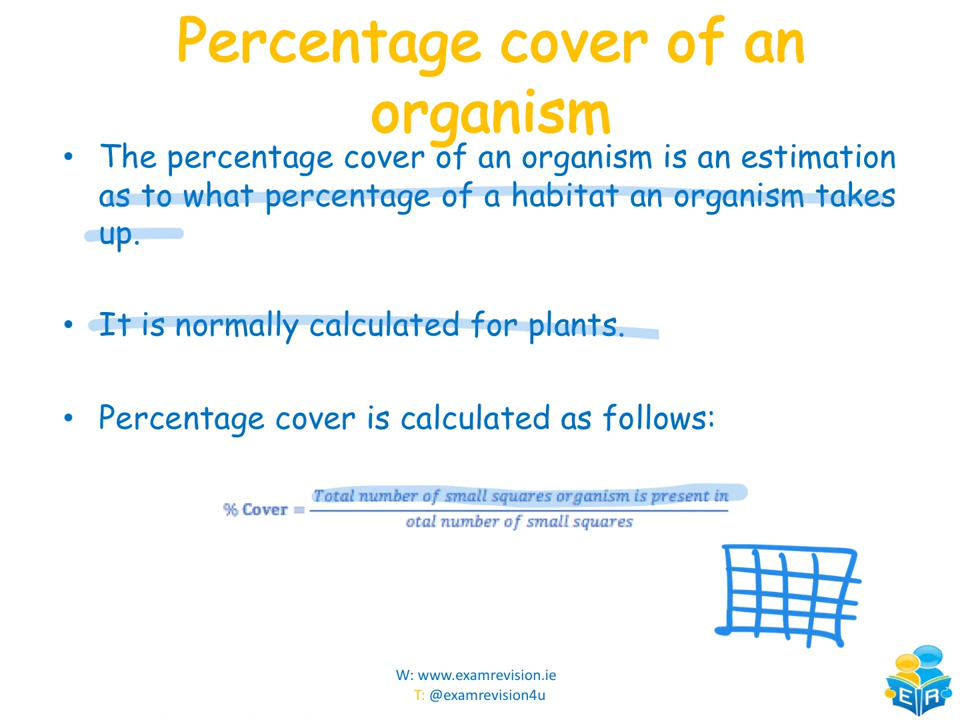 Percentage cover of an
organism
• The percentage cover of an organism is an estimation
as to what percentage of a habitat an organism takes
up.
• It is normally calculated for plants.
• Percentage cover is calculated as follows:
% Cover = Total number of small squares organism is present in
otal number of small squares
W: www.examrevision.ie
T: @examrevision4u
E R